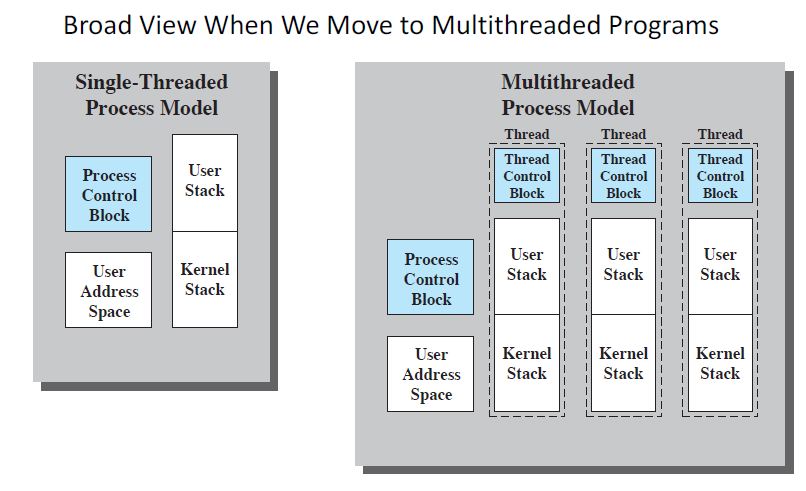 Broad View When We Move to Multithreaded Programs
Single-Threaded
Process Model
Process
Control
Block
User
Stack
User
Address
Space
Kernel
Stack
Multithreaded
Process Model
Thread
Thread
Control
Block
User
Stack
Kernel
Stack
Thread
Thread
Control
Block
User
Stack
Kernel
Stack
Thread
Thread
Control
Block
User
Stack
Kernel
Stack
Process
Control
Block
User
Address
Space